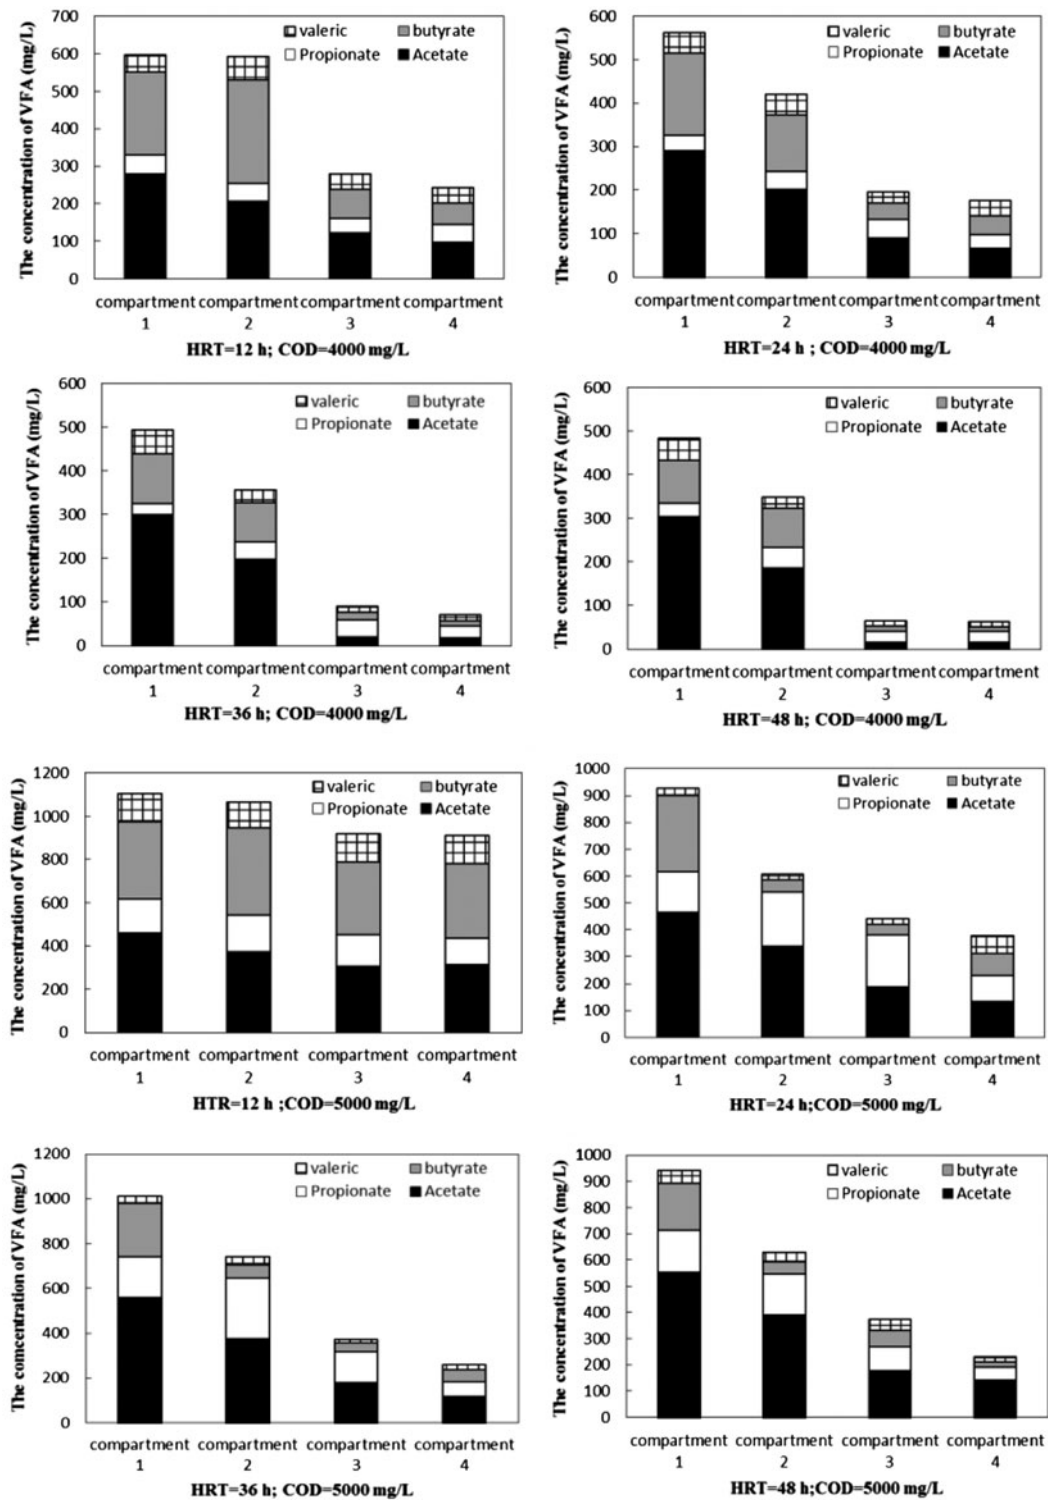 The concentration of VFA (mg/L)
700
600
500
400
300
200
100
0
valeric butyrate
Propionate Acetate
compartment compartment compartment compartment
1 2 3 4
HRT=12 h ; COD=4000 mg/L
The concentration of VFA (mg/L)
600
500
400
300
200
100
0
valeric butyrate
Propionate Acetate
compartment compartment compartment compartment
1 2 3 4
HRT=24 h ; COD=4000 mg/L
The concentration of VFA (mg/L)
600
500
400
300
200
100
0
valeric butyrate
Propionate Acetate
compartment compartment compartment compartment
1 2 3 4
HRT=36 h; COD=4000 mg/L
The concentration of VFA (mg/L)
600
500
400
300
200
100
0
valeric butyrate
Propionate Acetate
compartment compartment compartment compartment
1 2 3 4
HRT=48 h; COD=4000 mg/L
The concentration of VFA (mg/L)
1200
1000
800
600
400
200
0
valeric butyrate
Propionate Acetate
compartment compartment compartment compartment
1 2 3 4
HTR=12 h ;COD=5000 mg/L
The concentration of VFA (mg/L)
1000
900
800
700
600
500
400
300
200
100
0
valeric butyrate
Propionate Acetate
compartment compartment compartment compartment
1 2 3 4
HRT=24 h;COD=5000 mg/L
The comcentration of VFA (mg/L)
1200
1000
800
600
400
200
0
valeric butyrate
Propionate Acetate
compartment compartment compartment compartment
1 2 3 4
HRT=36 h; COD=5000 mg/L
The concentration of VFA (mg/L)
1000
900
800
700
600
500
400
300
200
100
0
valeric butyrate
Propionate Acetate
compartment compartment compartment compartment
1 2 3 4
HRT=48 h;COD=5000 mg/L